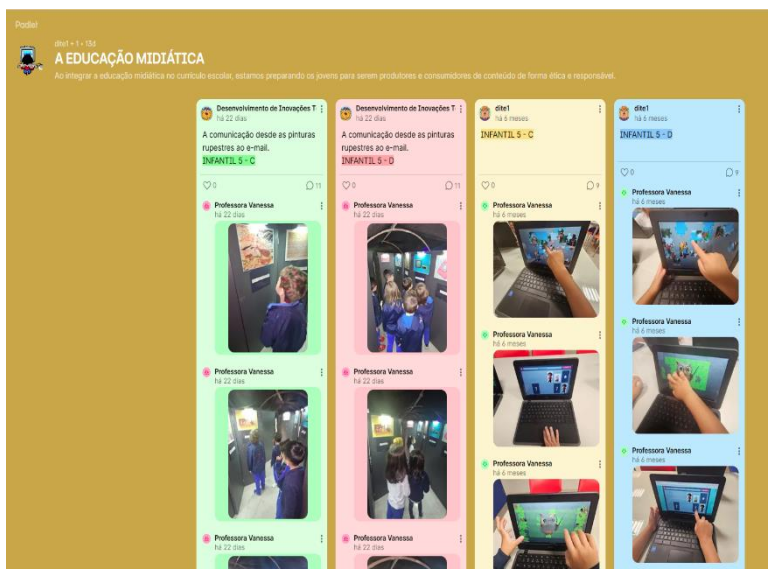 Padlet
dite1 + 1 • 13d
A EDUCAÇÃO MIDIÁTICA
Ao integrar a educação midiática no currículo escolar, estamos preparando os jovens para serem produtores e consumidores de conteúdo de forma ética e responsável.
Desenvolvimento de Inovações T
há 22 dias
A comunicação desde as pinturas
rupestres ao e-mail.
INFANTIL 5 - C
0
11
Professora Vanessa
há 22 dias
Professora Vanessa
há 22 dias
Professora Vanessa
há 22 dias
Desenvolvimento de Inovações T
há 22 dias
A comunicação desde as pinturas
rupestres ao e-mail.
INFANTIL 5 - D
0
11
Professora Vanessa
há 22 dias
Professora Vanessa
há 22 dias
Professora Vanessa
há 22 dias
dite1
há 6 meses
INFANTIL 5 - C
0
9
Professora Vanessa
há 6 meses
Professora Vanessa
há 6 meses
Professora Vanessa
há 6 meses
dite1
há 6 meses
INFANTIL 5 - D
0
9
Professora Vanessa
há 6 meses
Professora Vanessa
há 6 meses
Professora Vanessa
há 6 meses